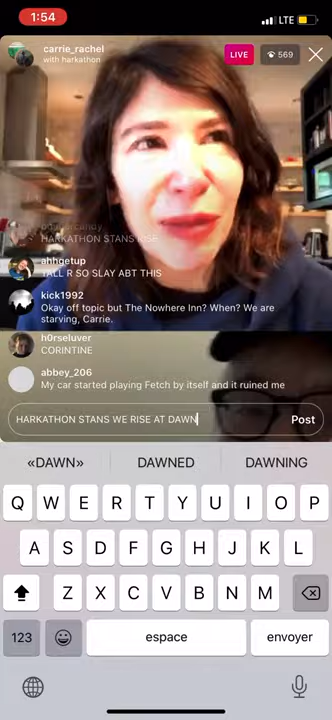 1:54
LTE
carrie_rachel
with harkathon
LIVE
569
HARKATHON STANS RISE
ahhgetup
YALL R SO SLAY ABT THIS
kick1992
Okay off topic but The Nowhere Inn? When? We are
starving, Carrie.
h0rseluver
CORINTINE
abbey_206
My car started playing Fetch by itself and it ruined me
HARKATHON STANS WE RISE AT DAWN
Post
«DAWN»
DAWNED
DAWNING
Q W E R T Y U I O P
A S D F G H J K L
Z X C V B N M
123
espace
envoyer